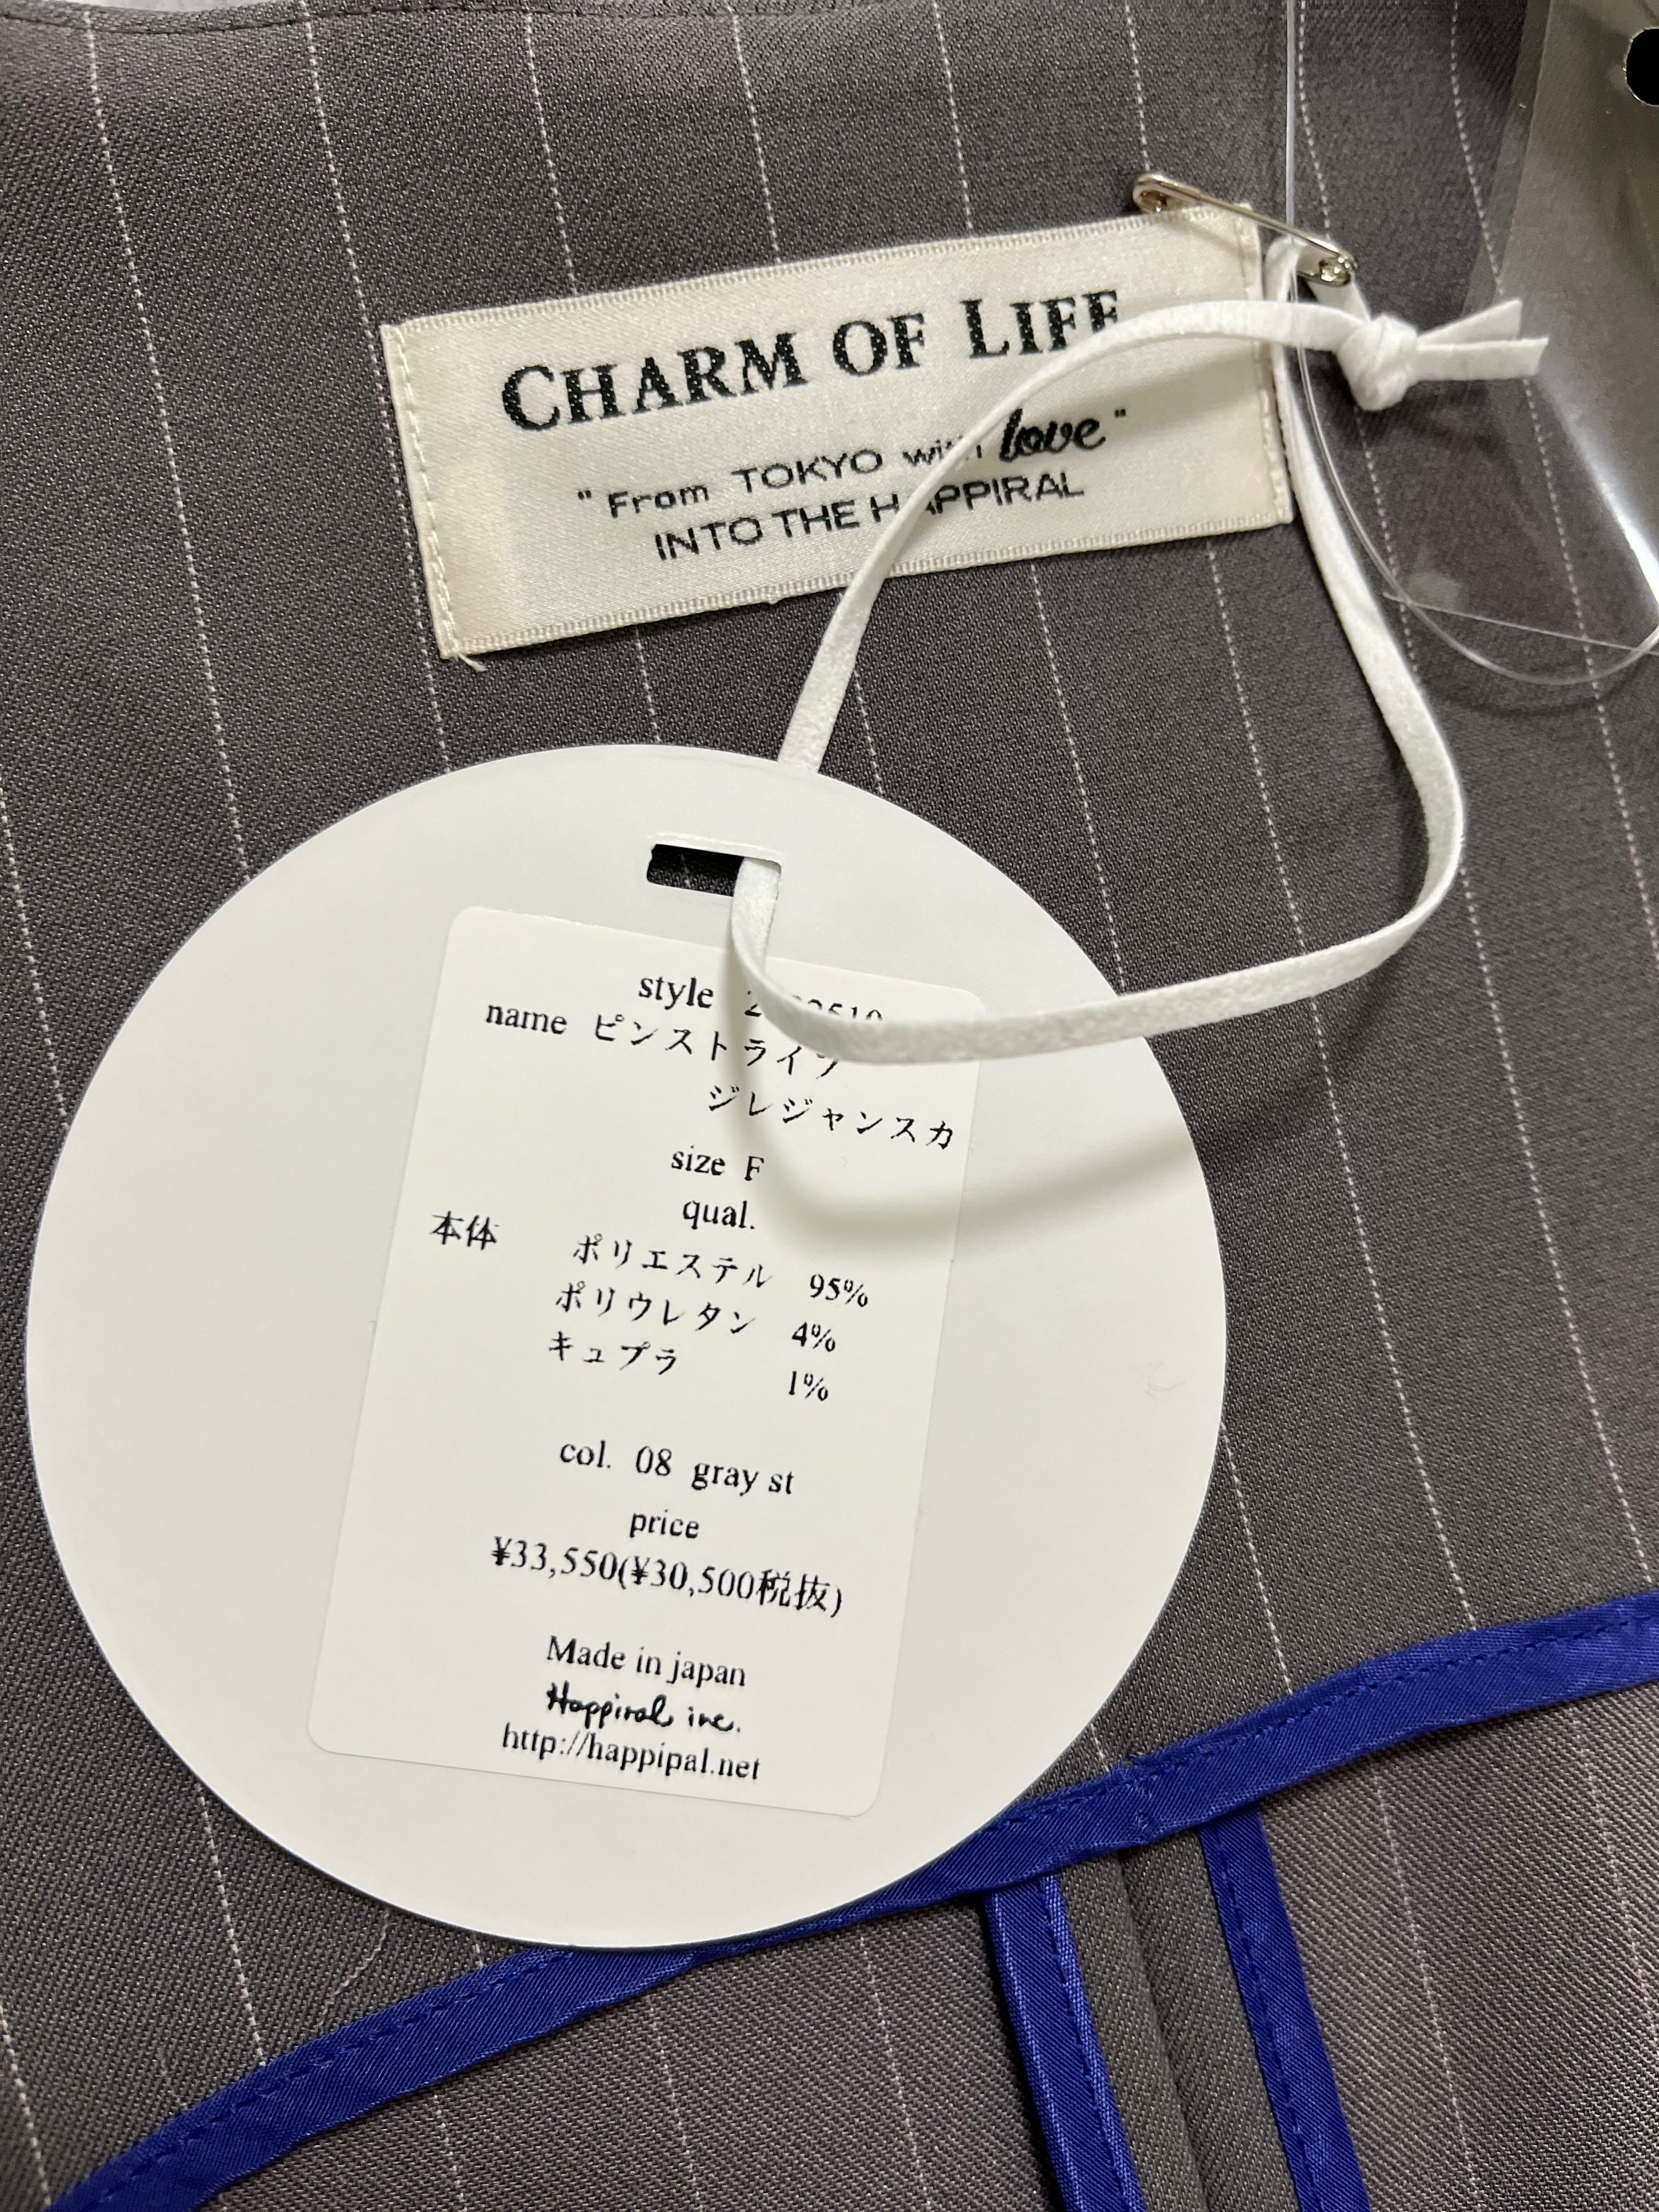 CHARM OF LIFE
"From TOKYO with love"
INTO THE HAPPIRAL
style
name ピンストライプ
ジレジャンスカ
size F
qual.
本体 ポリエステル 95%
ポリウレタン 4%
キュプラ 1%
col. 08 gray st
price
¥33,550(¥30,500税抜)
Made in japan
Happiral inc.
http://happipal.net